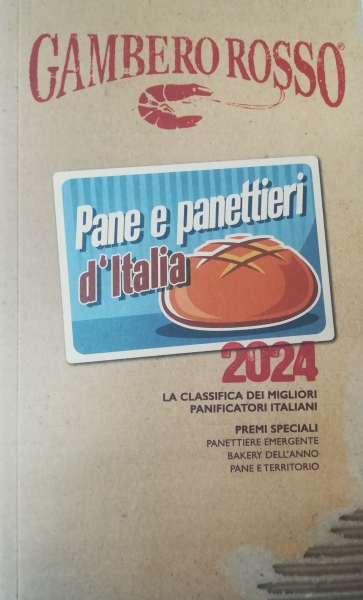 GAMBERO ROSSO®
Pane e panettieri
d'Italia
2024
LA CLASSIFICA DEI MIGLIORI
PANIFICATORI ITALIANI
PREMI SPECIALI
PANETTIERE EMERGENTE
BAKERY DELL'ANNO
PANE E TERRITORIO